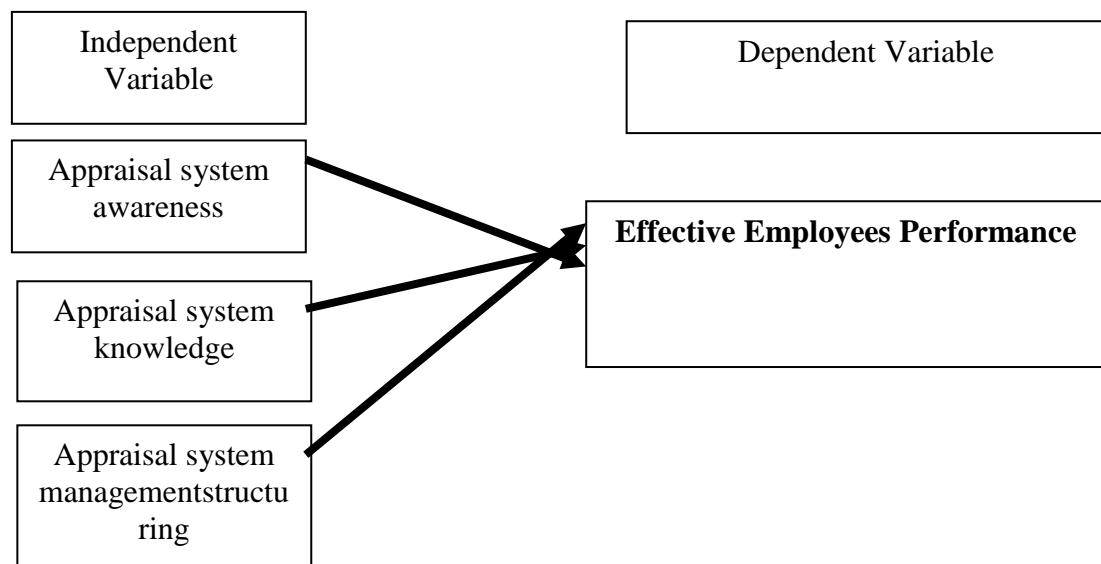 Independent
Variable
Dependent Variable
Appraisal system
awareness
Effective Employees Performance
Appraisal system
knowledge
Appraisal system
managementstructu
ring